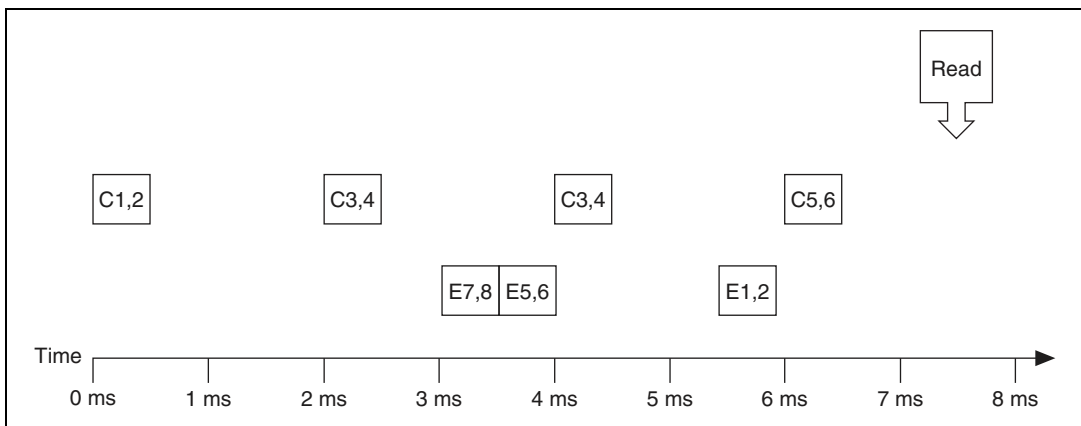 Read
C1,2 C3,4 C3,4 C5,6
E7,8 E5,6 E1,2
Time
0 ms 1 ms 2 ms 3 ms 4 ms 5 ms 6 ms 7 ms 8 ms